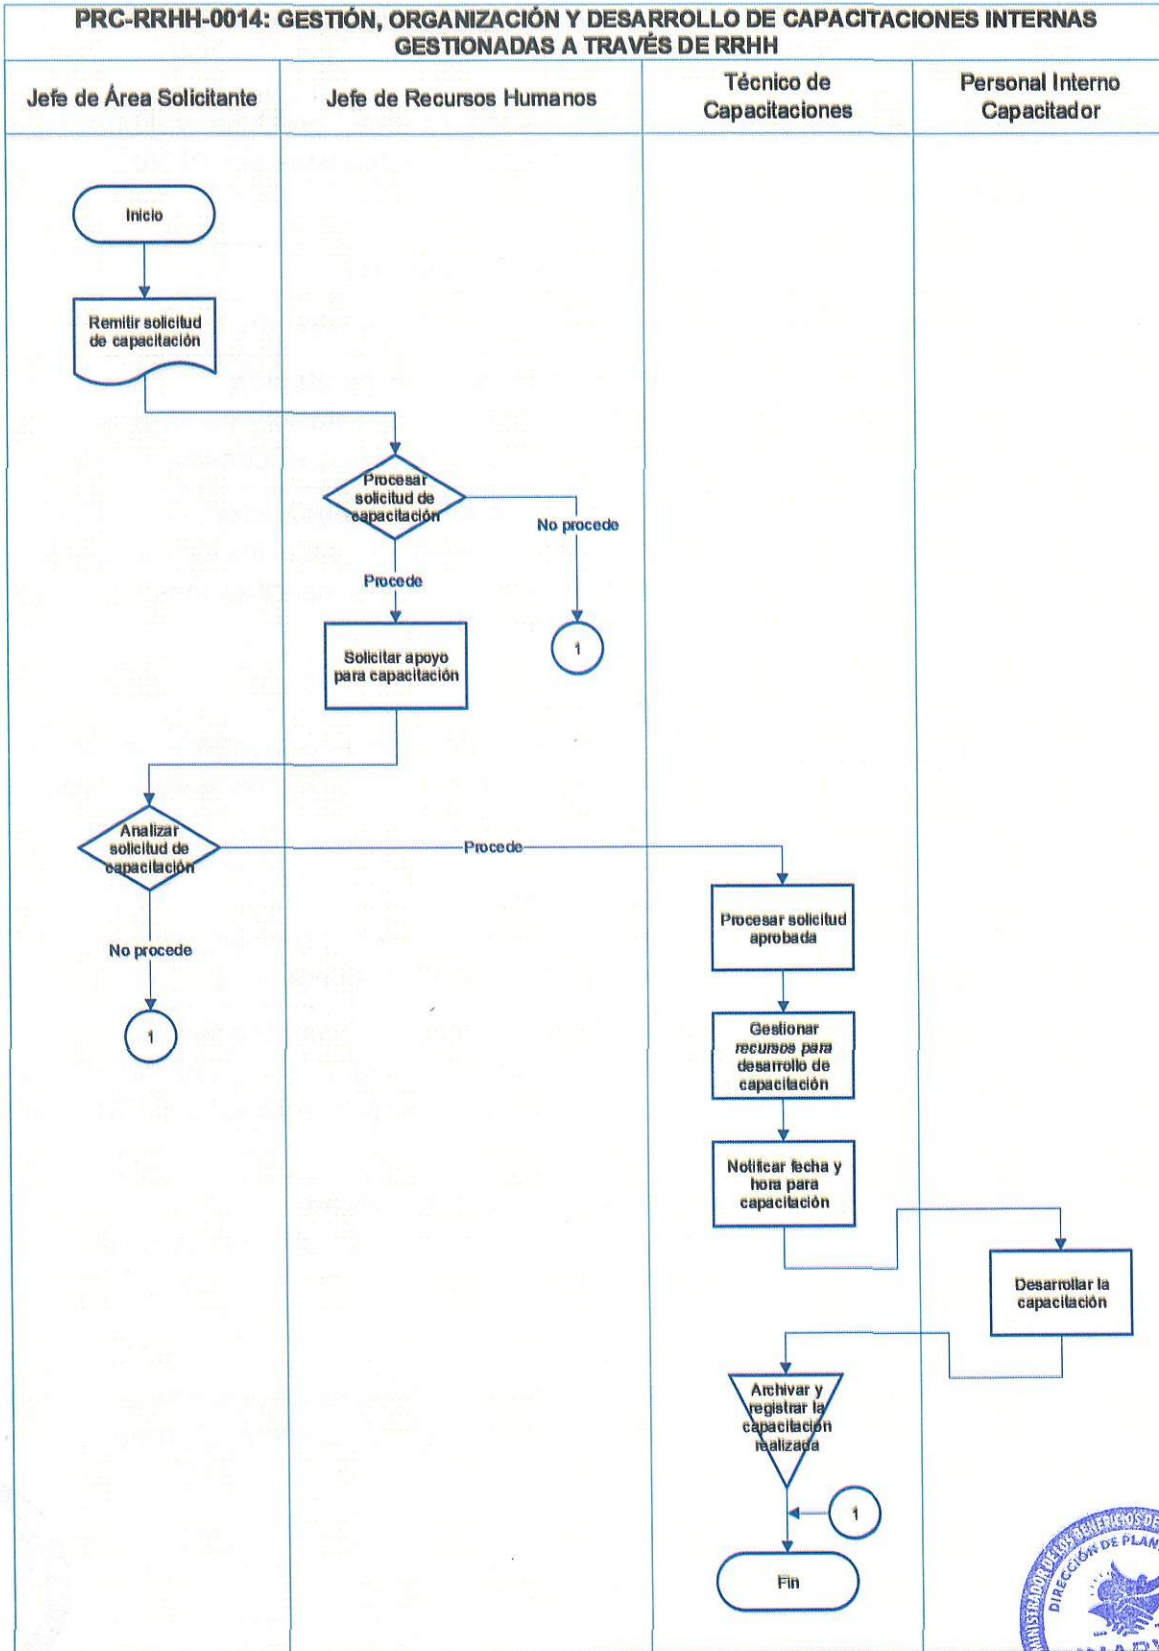 PRC-RRHH-0014: GESTIÓN, ORGANIZACIÓN Y DESARROLLO DE CAPACITACIONES INTERNAS
GESTIONADAS A TRAVÉS DE RRHH
Jefe de Área Solicitante
Jefe de Recursos Humanos
Técnico de
Capacitaciones
Personal Interno
Capacitador
Inicio
Remitir solicitud
de capacitación
Procesar
solicitud de
capacitación
No procede
Procede
Solicitar apoyo
para capacitación
1
Analizar
solicitud de
capacitación
Procede
No procede
1
Procesar solicitud
aprobada
Gestionar
recursos para
desarrollo de
capacitación
Notificar fecha y
hora para
capacitación
Desarrollar la
capacitación
Archivar y
registrar la
capacitación
realizada
1
Fin
DIRECCIÓN DE